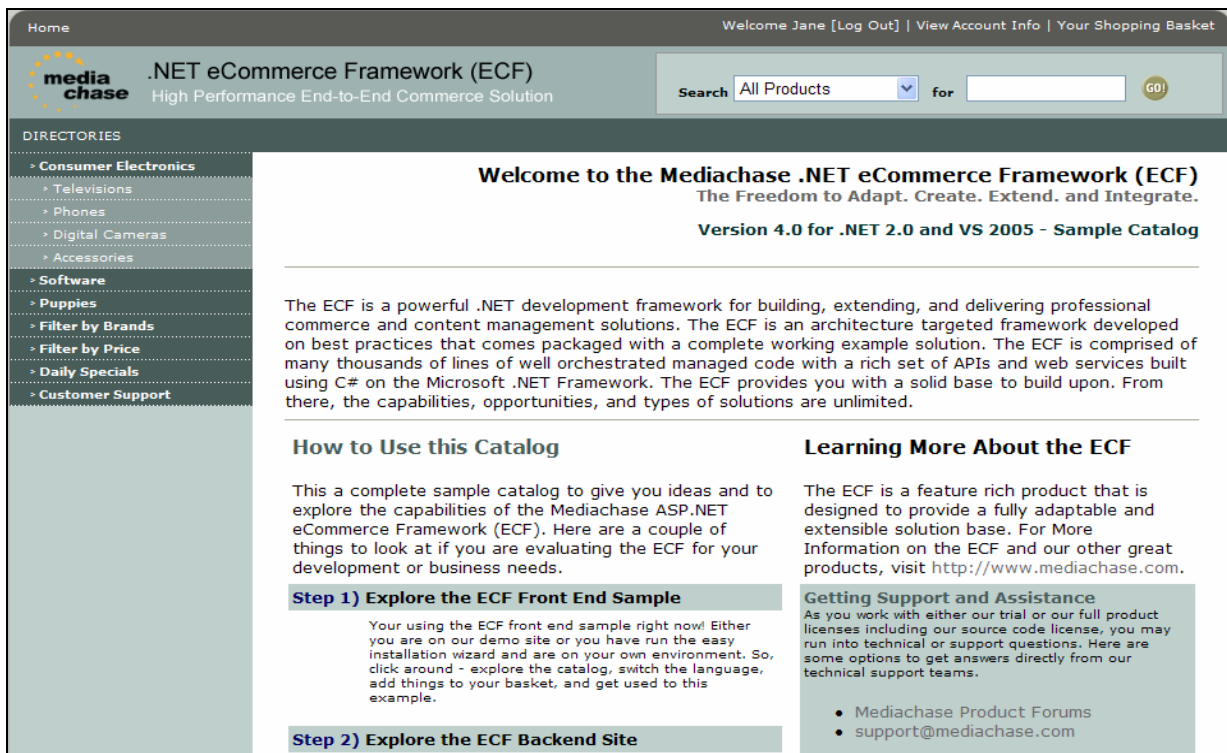 Home
Welcome Jane [Log Out] | View Account Info | Your Shopping Basket
media
chase
.NET eCommerce Framework (ECF)
High Performance End-to-End Commerce Solution
Search All Products for GO!
DIRECTORIES
Consumer Electronics
Televisions
Phones
Digital Cameras
Accessories
Software
Puppies
Filter by Brands
Filter by Price
Daily Specials
Customer Support
Welcome to the Mediachase .NET eCommerce Framework (ECF)
The Freedom to Adapt. Create. Extend. and Integrate.
Version 4.0 for .NET 2.0 and VS 2005 - Sample Catalog
The ECF is a powerful .NET development framework for building, extending, and delivering professional
commerce and content management solutions. The ECF is an architecture targeted framework developed
on best practices that comes packaged with a complete working example solution. The ECF is comprised of
many thousands of lines of well orchestrated managed code with a rich set of APIs and web services built
using C# on the Microsoft .NET Framework. The ECF provides you with a solid base to build upon. From
there, the capabilities, opportunities, and types of solutions are unlimited.
How to Use this Catalog
This a complete sample catalog to give you ideas and to
explore the capabilities of the Mediachase ASP.NET
eCommerce Framework (ECF). Here are a couple of
things to look at if you are evaluating the ECF for your
development or business needs.
Step 1) Explore the ECF Front End Sample
Your using the ECF front end sample right now! Either
you are on our demo site or you have run the easy
installation wizard and are on your own environment. So,
click around - explore the catalog, switch the language,
add things to your basket, and get used to this
example.
Step 2) Explore the ECF Backend Site
Learning More About the ECF
The ECF is a feature rich product that is
designed to provide a fully adaptable and
extensible solution base. For More
Information on the ECF and our other great
products, visit http://www.mediachase.com.
Getting Support and Assistance
As you work with either our trial or our full product
licenses including our source code license, you may
run into technical or support questions. Here are
some options to get answers directly from our
technical support teams.
Mediachase Product Forums
support@mediachase.com